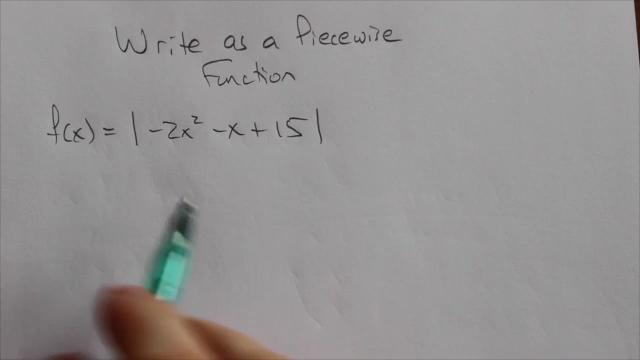 Write as a Piecewise
Function
f(x) = | -2x² - x + 15 |